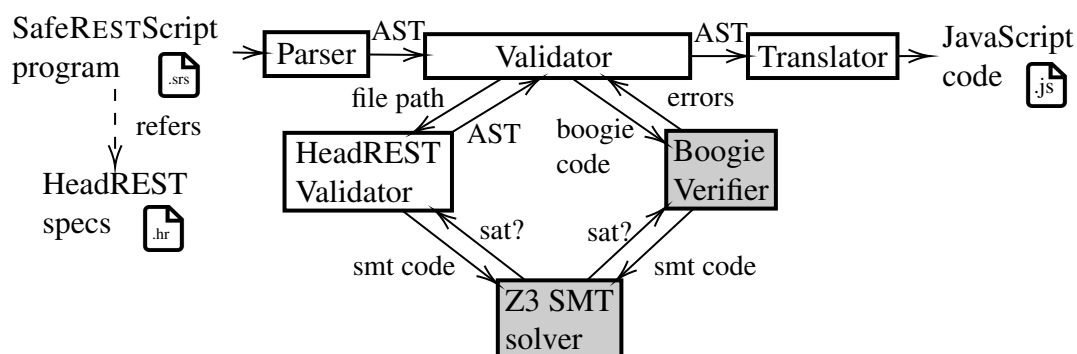 SafeRESTScript
program
.srs
refers
HeadREST
specs
.hr
Parser
AST
Validator
AST
Translator
JavaScript
code
.js
file path
AST
errors
boogie
code
HeadREST
Validator
Boogie
Verifier
sat?
sat?
smt code
smt code
Z3 SMT
solver